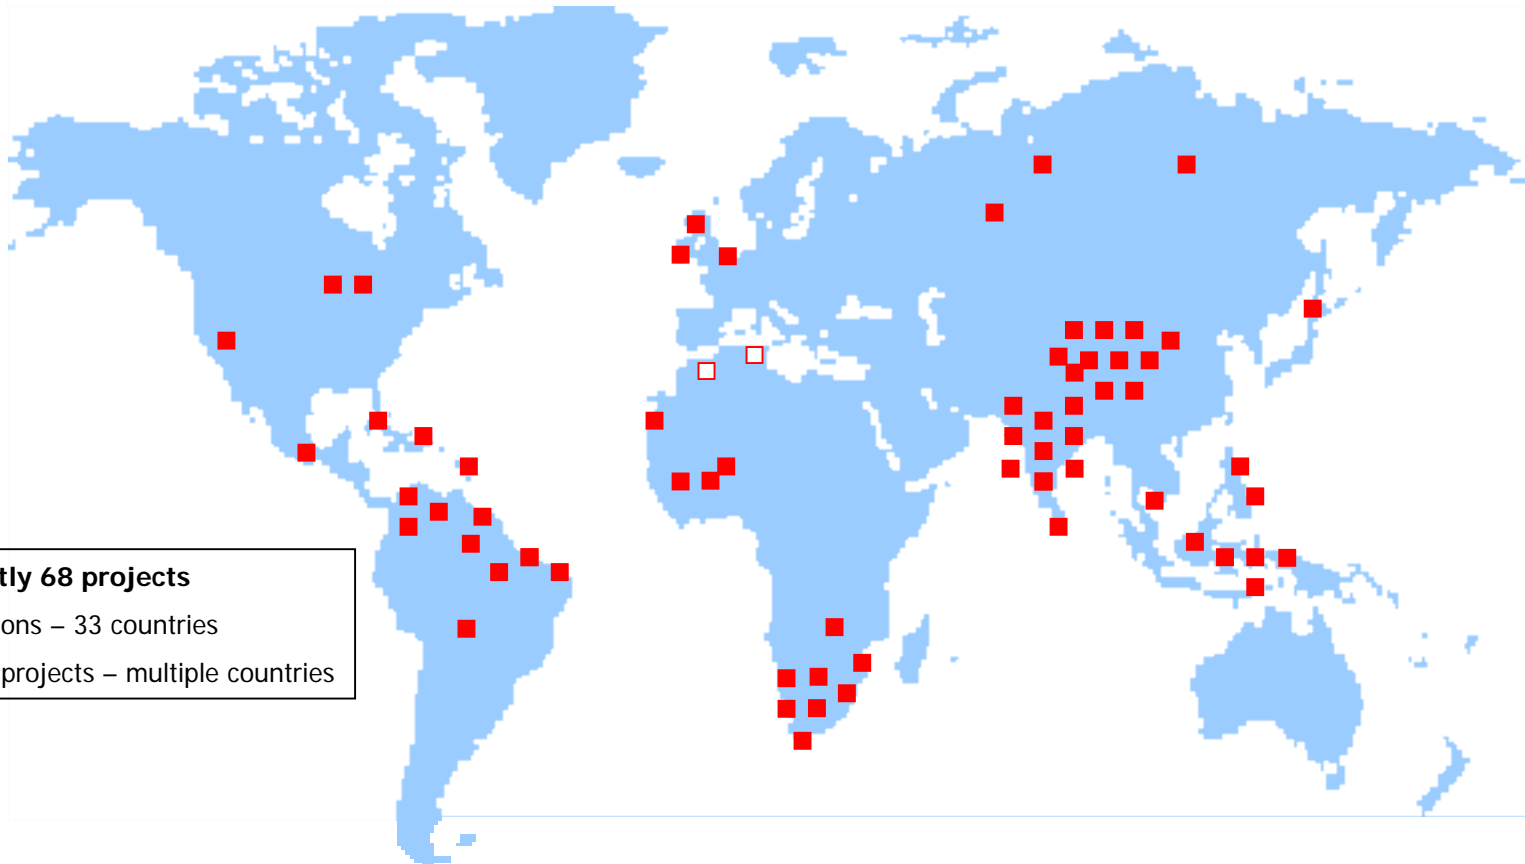 tly 68 projects
ons – 33 countries
projects – multiple countries